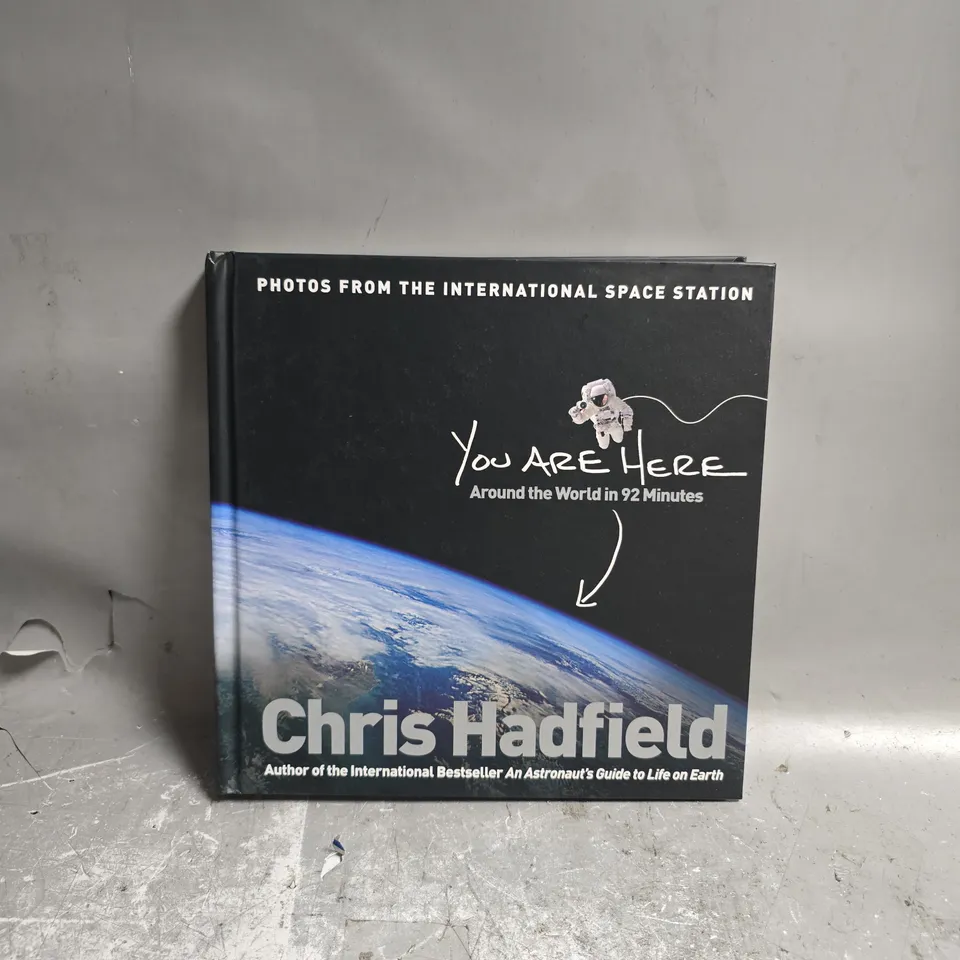 PHOTOS FROM THE INTERNATIONAL SPACE STATION
YOU ARE HERE
Around the World in 92 Minutes
Chris Hadfield
Author of the International Bestseller An Astronaut's Guide to Life on Earth